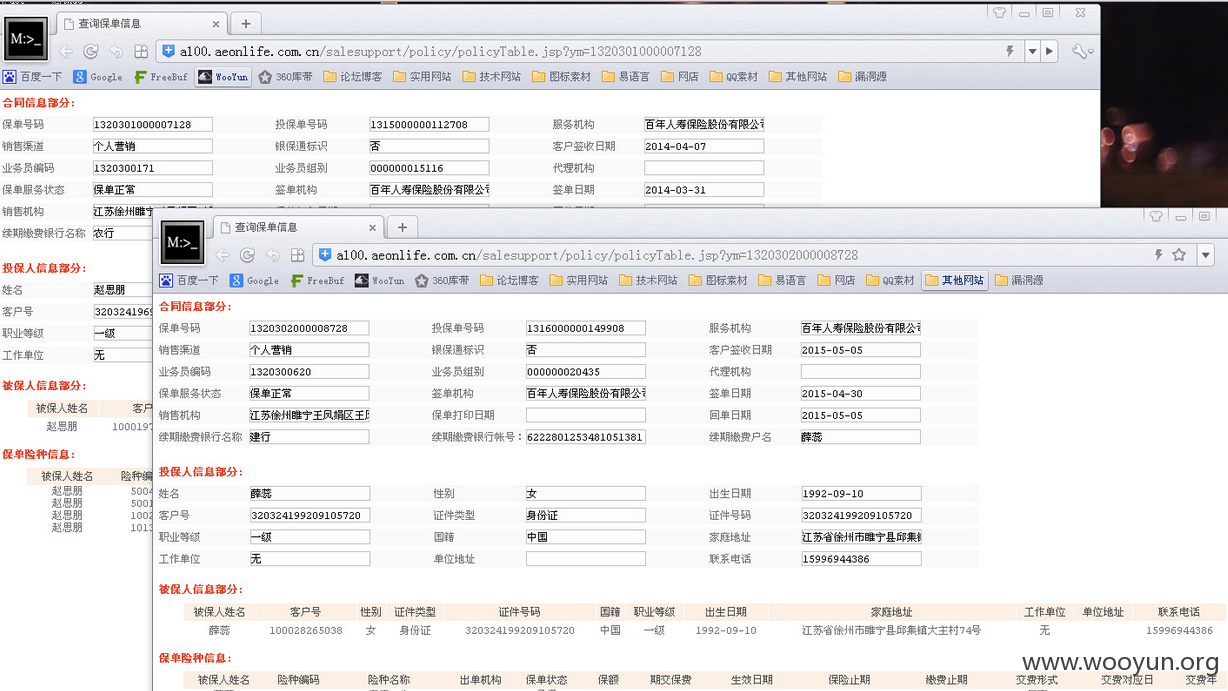 查询保单信息
a100.aeonlife.com.cn/salesupport/policy/policyTable.jsp?ym=1320301000007128
百度一下 Google FreeBuf WooYun 360库带 论坛博客 实用网站 技术网站 图标素材 易语言 网店 QQ素材 其他网站 漏洞源
合同信息部分:
保单号码 1320301000007128 投保单号码 1315000000112708 服务机构 百年人寿保险股份有限公司
销售渠道 个人营销 银保通标识 否 客户签收日期 2014-04-07
业务员编码 1320300171 业务员组别 000000015116 代理机构
保单服务状态 保单正常 签单机构 百年人寿保险股份有限公司 签单日期 2014-03-31
销售机构 江苏徐州睢宁
续期缴费银行名称 农行
投保人信息部分:
姓名 赵思朋
客户号 320324196
职业等级 一级
工作单位 无
被保人信息部分:
被保人姓名 客户
赵思朋 1000197
保单险种信息:
被保人姓名 险种编
赵思朋 5004
赵思朋 5001
赵思朋 1002
赵思朋 1013
M:>_
查询保单信息
a100.aeonlife.com.cn/salesupport/policy/policyTable.jsp?ym=1320302000008728
百度一下 Google FreeBuf WooYun 360库带 论坛博客 实用网站 技术网站 图标素材 易语言 网店 QQ素材 其他网站 漏洞源
合同信息部分:
保单号码 1320302000008728 投保单号码 1316000000149908 服务机构 百年人寿保险股份有限公司
销售渠道 个人营销 银保通标识 否 客户签收日期 2015-05-05
业务员编码 1320300620 业务员组别 000000020435 代理机构
保单服务状态 保单正常 签单机构 百年人寿保险股份有限公司 签单日期 2015-04-30
销售机构 江苏徐州睢宁王凤娟区王凤 保单打印日期 回单日期 2015-05-05
续期缴费银行名称 建行 续期缴费银行帐号: 6222801253481051381 续期缴费户名 薛蕊
投保人信息部分:
姓名 薛蕊 性别 女 出生日期 1992-09-10
客户号 320324199209105720 证件类型 身份证 证件号码 320324199209105720
职业等级 一级 国籍 中国 家庭地址 江苏省徐州市睢宁县邱集镇
工作单位 无 单位地址 联系电话 15996944386
被保人信息部分:
被保人姓名 客户号 性别 证件类型 证件号码 国籍 职业等级 出生日期 家庭地址 工作单位 单位地址 联系电话
薛蕊 100028265038 女 身份证 320324199209105720 中国 一级 1992-09-10 江苏省徐州市睢宁县邱集镇大王村74号 无 15996944386
保单险种信息:
被保人姓名 险种编码 险种名称 出单机构 保单状态 保额 期交保费 生效日期 保险止期 缴费止期 交费形式 交费对应日 交费年
www.wooyun.org